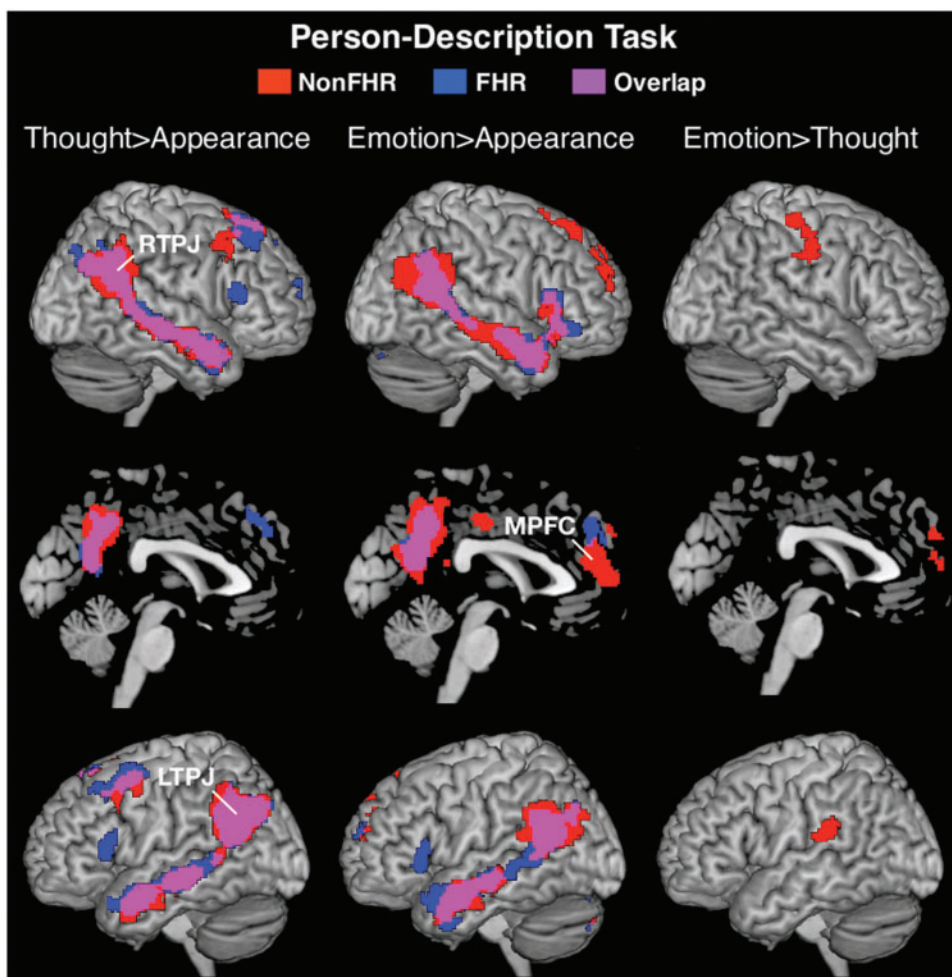 Person-Description Task
NonFHR FHR Overlap
Thought>Appearance Emotion>Appearance Emotion>Thought
RTPJ
MPFC
LTPJ